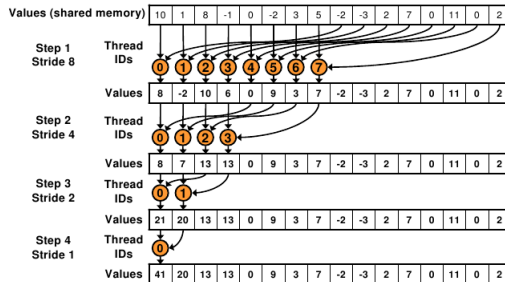 Values (shared memory) 10 1 8 -1 0 -2 3 5 -2 -3 2 7 0 11 0 2
Step 1 Thread
Stride 8 IDs 0 1 2 3 4 5 6 7
Values 8 -2 10 6 0 9 3 7 -2 -3 2 7 0 11 0 2
Step 2 Thread
Stride 4 IDs 0 1 2 3
Values 8 7 13 13 0 9 3 7 -2 -3 2 7 0 11 0 2
Step 3 Thread
Stride 2 IDs 0 1
Values 21 20 13 13 0 9 3 7 -2 -3 2 7 0 11 0 2
Step 4 Thread
Stride 1 IDs 0
Values 41 20 13 13 0 9 3 7 -2 -3 2 7 0 11 0 2